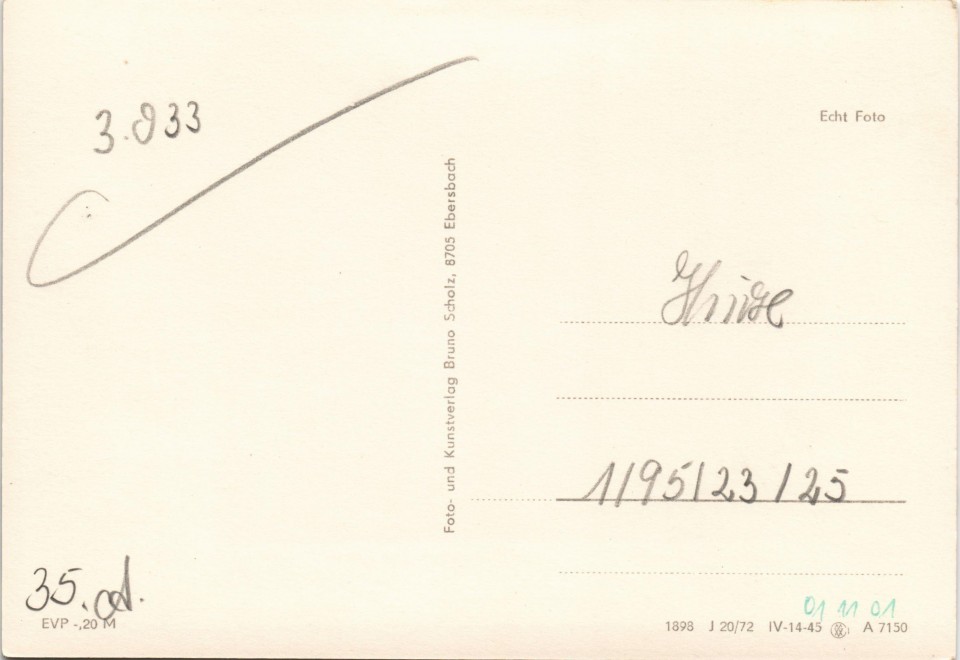 3.033
Echt Foto
Foto- und Kunstverlag Bruno Scholz, 8705 Ebersbach
1/95/23/25
35.
EVP -,20 M
01 11 01
1898 J 20/72 IV-14-45 A 7150